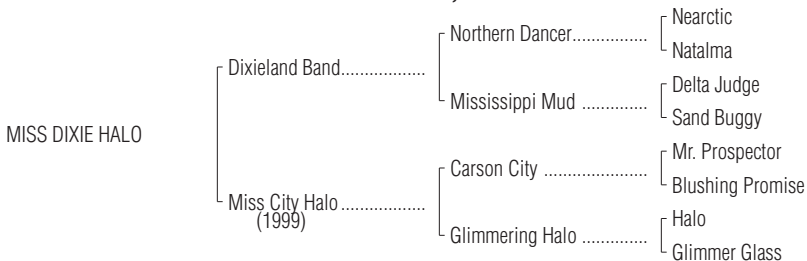 Nearctic
Northern Dancer...............
Natalma
Dixieland Band..................
Delta Judge
Mississippi Mud .............
Sand Buggy
MISS DIXIE HALO
Mr. Prospector
Carson City ....................
Blushing Promise
Miss City Halo ..................
(1999)
Halo
Glimmering Halo .............
Glimmer Glass